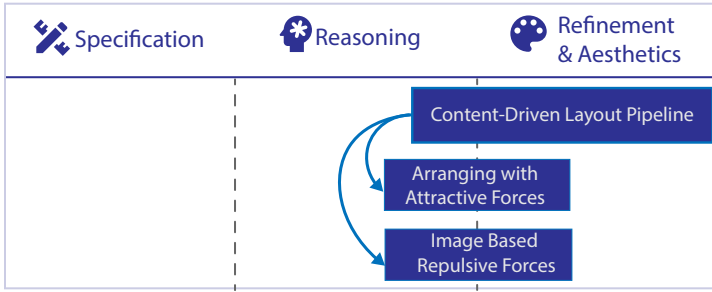 Specification
Reasoning
Refinement
& Aesthetics
Content-Driven Layout Pipeline
Arranging with
Attractive Forces
Image Based
Repulsive Forces